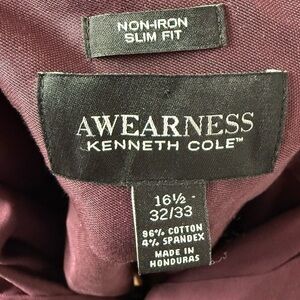 NON-IRON
SLIM FIT
AWEARNESS
KENNETH COLE™
16½ -
32/33
96% COTTON
4% SPANDEX
MADE IN
HONDURAS